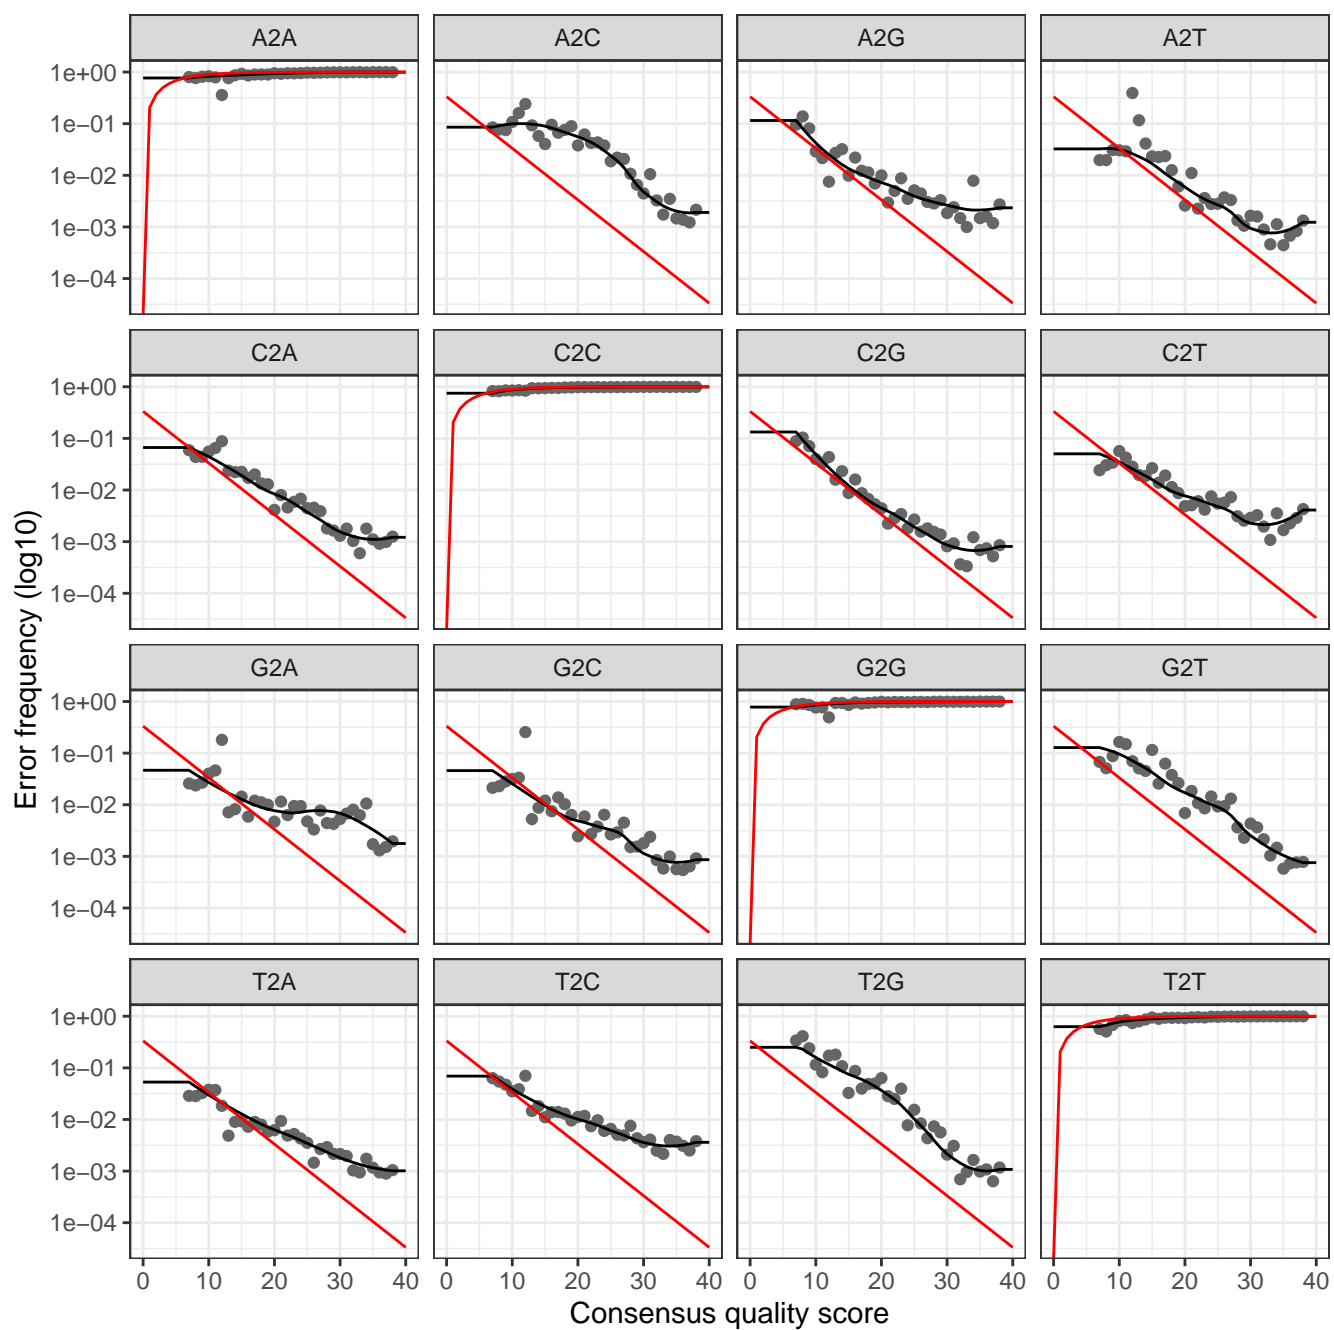 A2A A2C A2G A2T
1e+00
1e−01
1e−02
1e−03
1e−04
C2A C2C C2G C2T
1e+00
1e−01
1e−02
1e−03
1e−04
G2A G2C G2G G2T
1e+00
1e−01
1e−02
1e−03
1e−04
T2A T2C T2G T2T
1e+00
1e−01
1e−02
1e−03
1e−04
0 10 20 30 40 0 10 20 30 40 0 10 20 30 40 0 10 20 30 40
Consensus quality score
Error frequency (log10)